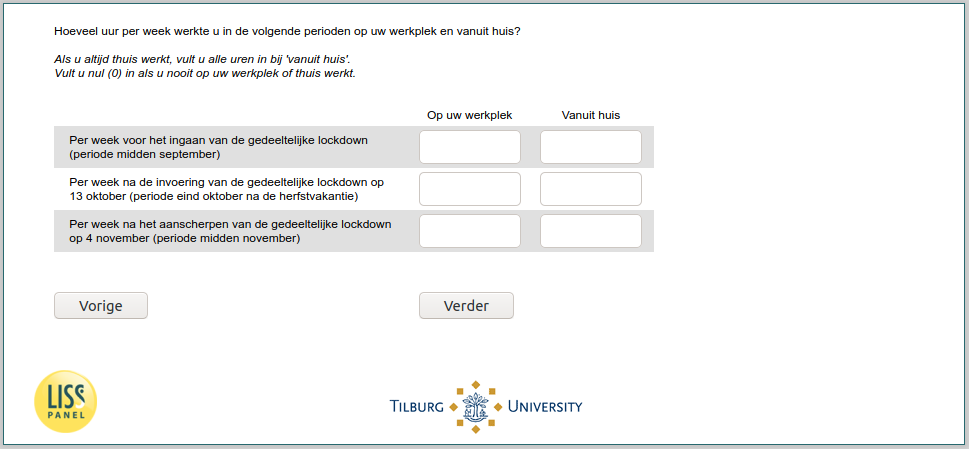 Hoeveel uur per week werkte u in de volgende perioden op uw werkplek en vanuit huis?
Als u altijd thuis werkt, vult u alle uren in bij 'vanuit huis'.
Vult u nul (0) in als u nooit op uw werkplek of thuis werkt.
Op uw werkplek Vanuit huis
Per week voor het ingaan van de gedeeltelijke lockdown
(periode midden september)
Per week na de invoering van de gedeeltelijke lockdown op
13 oktober (periode eind oktober na de herfstvakantie)
Per week na het aanscherpen van de gedeeltelijke lockdown
op 4 november (periode midden november)
Vorige Verder
LISS
PANEL
TILBURG UNIVERSITY